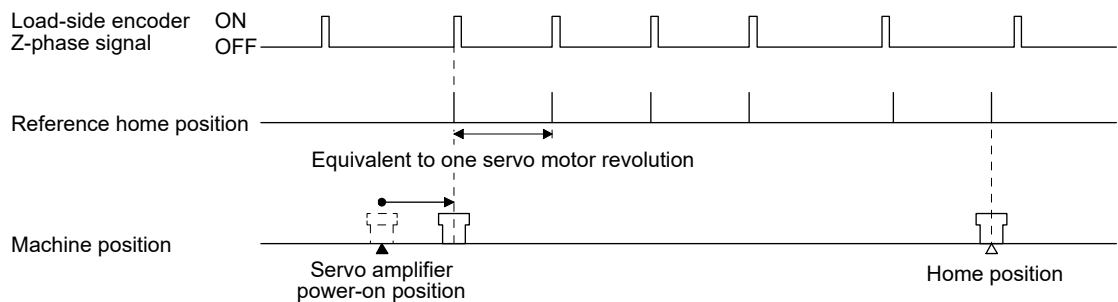 Load-side encoder ON
Z-phase signal OFF
Reference home position
Equivalent to one servo motor revolution
Machine position
Servo amplifier
power-on position
Home position